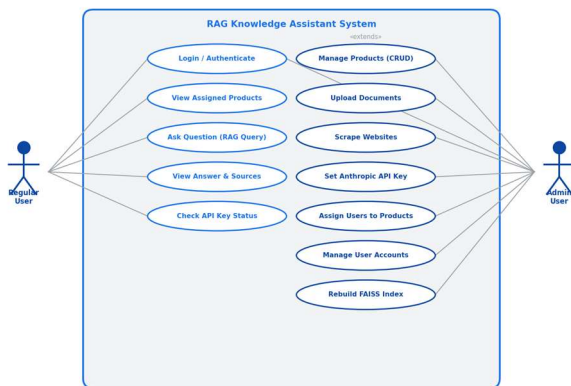 RAG Knowledge Assistant System
«extends»
Login / Authenticate
Manage Products (CRUD)
View Assigned Products
Upload Documents
Ask Question (RAG Query)
Scrape Websites
View Answer & Sources
Set Anthropic API Key
Check API Key Status
Assign Users to Products
Manage User Accounts
Rebuild FAISS Index
Regular
User
Admin
User